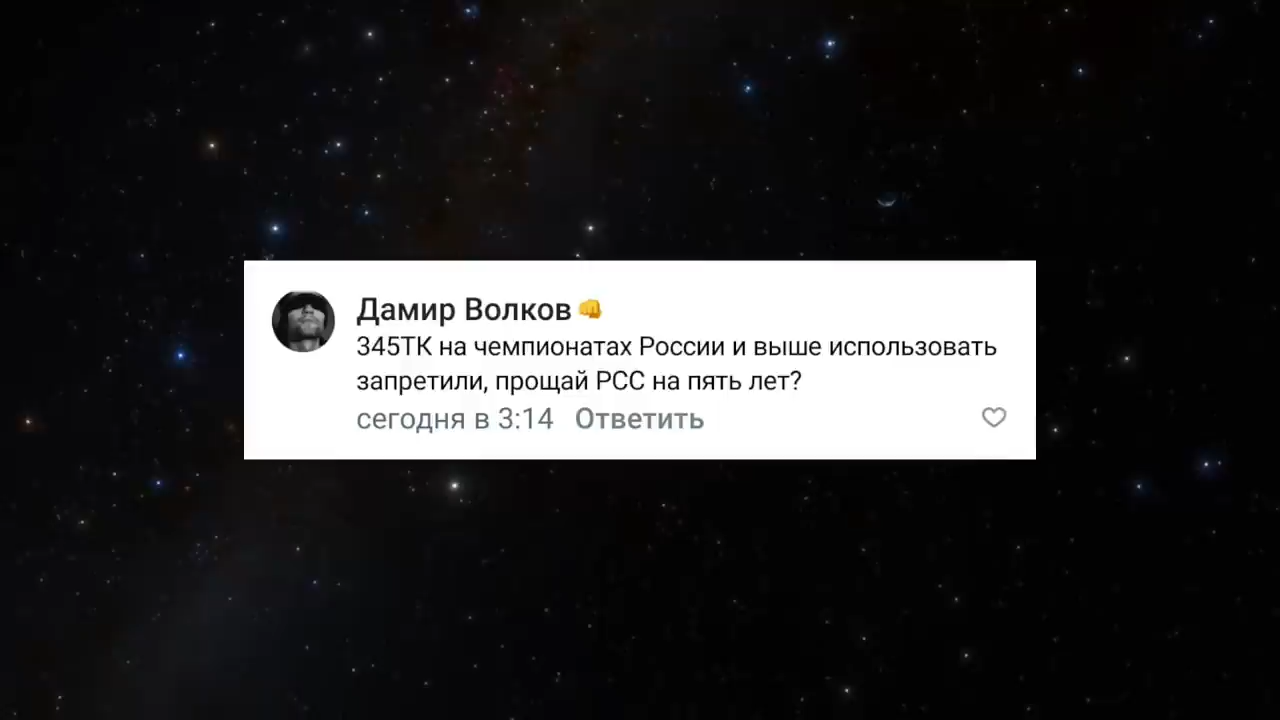 Дамир Волков👊
345ТК на чемпионатах России и выше использовать
запретили, прощай РСС на пять лет?
сегодня в 3:14 Ответить